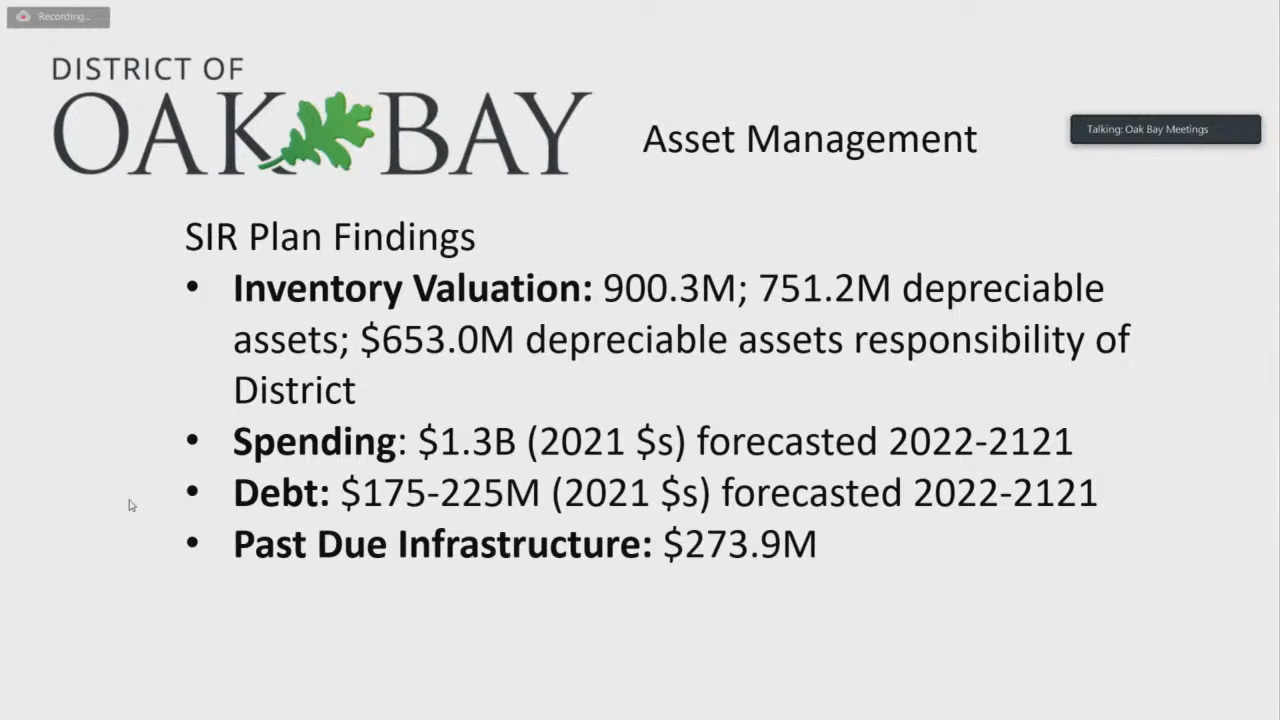 Recording...
DISTRICT OF
OAK BAY
Asset Management
Talking: Oak Bay Meetings
SIR Plan Findings
• Inventory Valuation: 900.3M; 751.2M depreciable
assets; $653.0M depreciable assets responsibility of
District
• Spending: $1.3B (2021 $s) forecasted 2022-2121
• Debt: $175-225M (2021 $s) forecasted 2022-2121
• Past Due Infrastructure: $273.9M